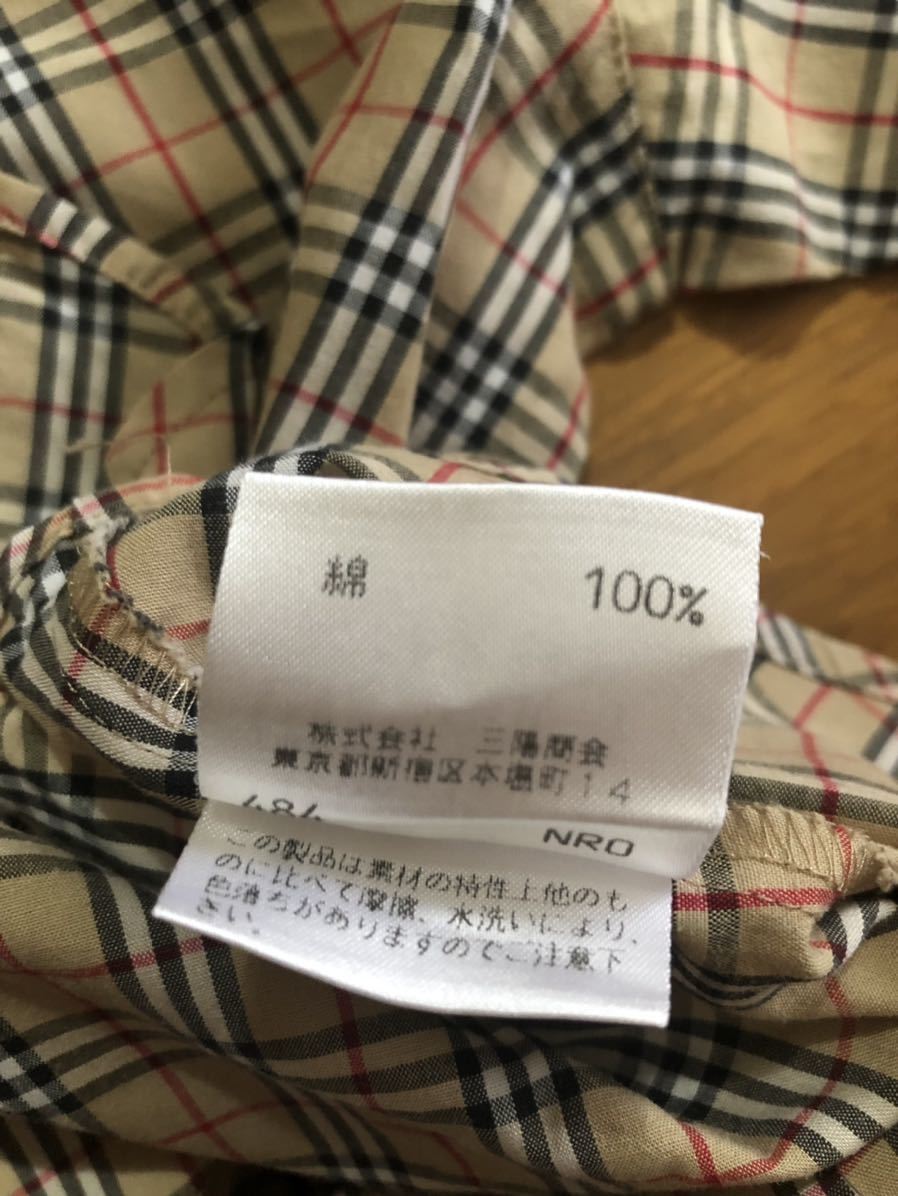 綿 100%
株式会社 三陽商会
東京都新宿区本塩町14
484 NRO
この製品は素材の特性上他のも
のに比べて摩擦、水洗いにより、
色落ちがありますのでご注意下
さい。